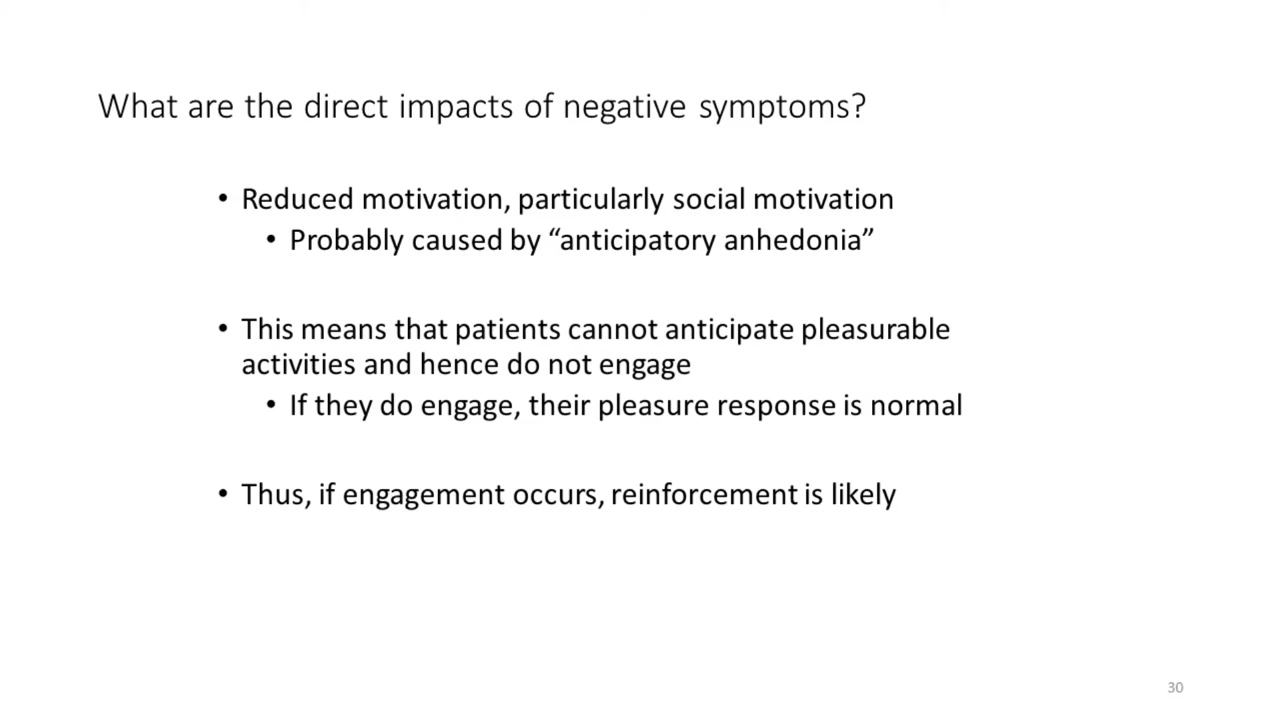 What are the direct impacts of negative symptoms?
• Reduced motivation, particularly social motivation
• Probably caused by “anticipatory anhedonia”
• This means that patients cannot anticipate pleasurable
activities and hence do not engage
• If they do engage, their pleasure response is normal
• Thus, if engagement occurs, reinforcement is likely
30